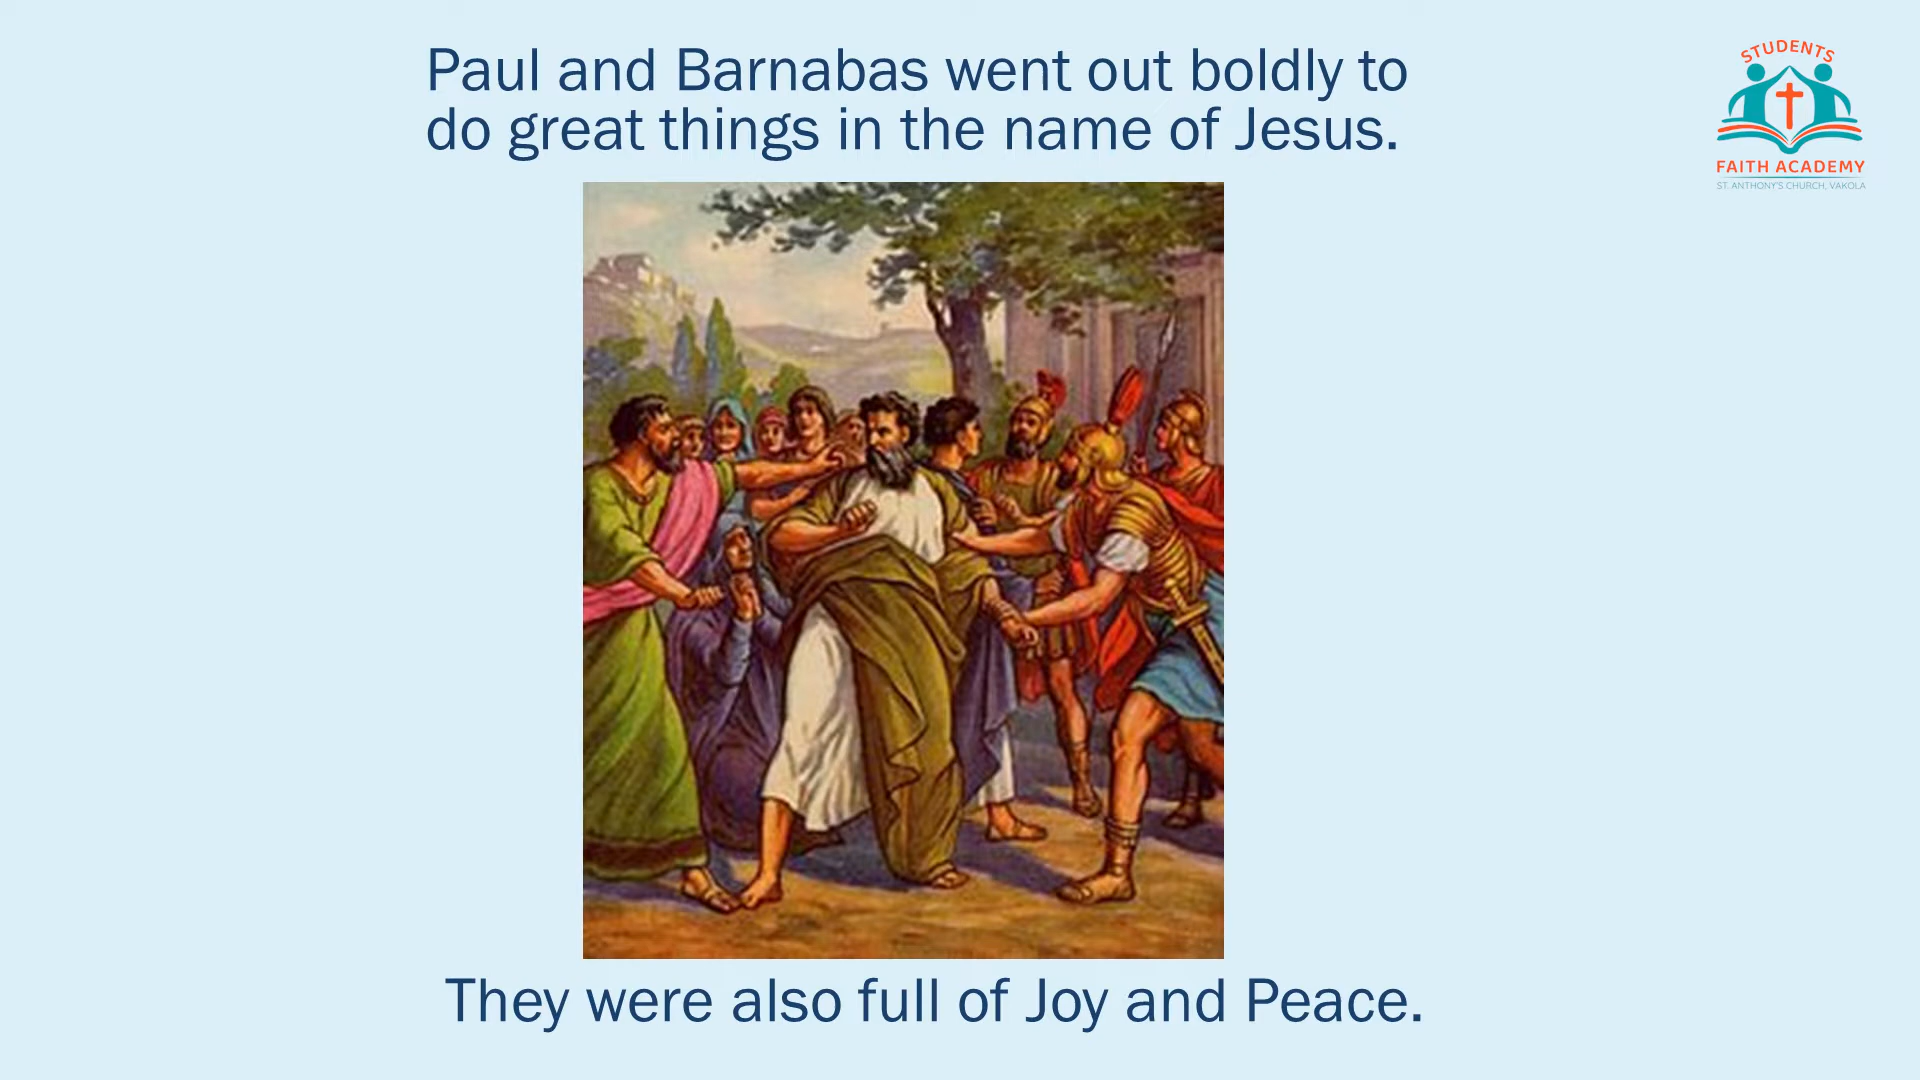 Paul and Barnabas went out boldly to
do great things in the name of Jesus.
STUDENTS
FAITH ACADEMY
ST. ANTHONY'S CHURCH, VAKOLA
They were also full of Joy and Peace.